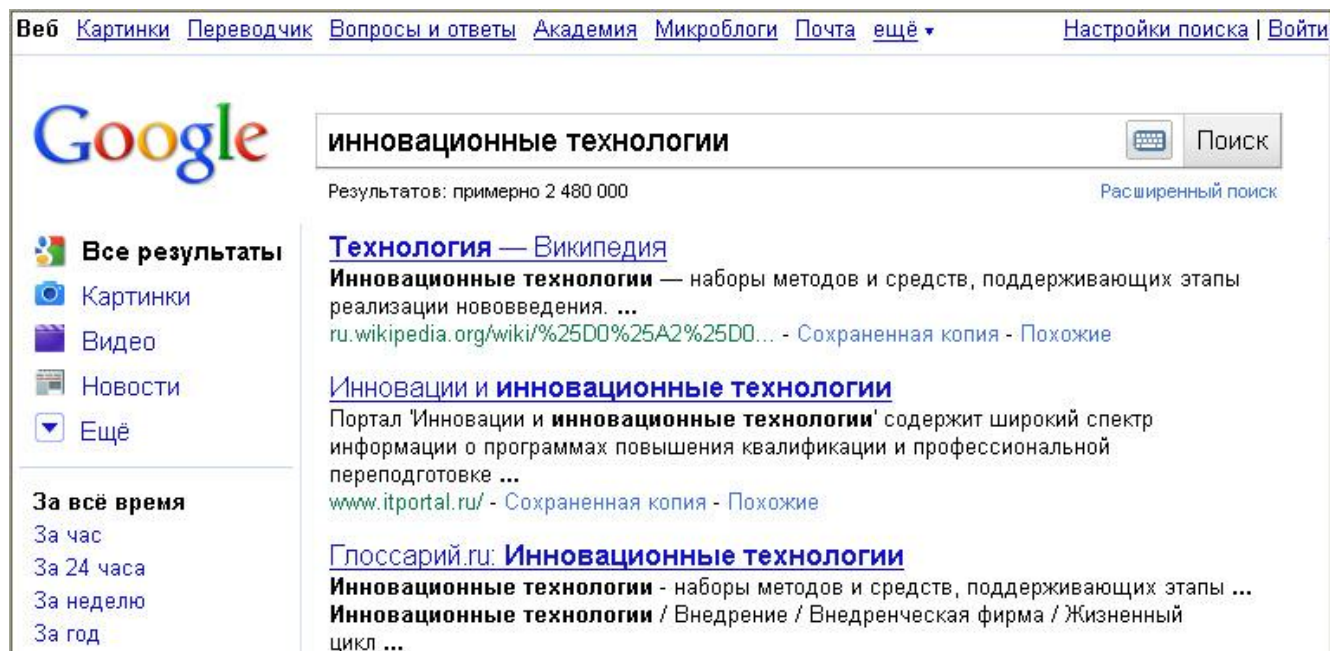 Веб Картинки Переводчик Вопросы и ответы Академия Микроблоги Почта ещё ▾ Настройки поиска | Войти
Google
инновационные технологии Поиск
Результатов: примерно 2 480 000 Расширенный поиск
Все результаты
Картинки
Видео
Новости
Ещё
За всё время
За час
За 24 часа
За неделю
За год
Технология — Википедия
Инновационные технологии — наборы методов и средств, поддерживающих этапы
реализации нововведения. ...
ru.wikipedia.org/wiki/%25D0%25A2%25D0... - Сохраненная копия - Похожие
Инновации и инновационные технологии
Портал 'Инновации и инновационные технологии' содержит широкий спектр
информации о программах повышения квалификации и профессиональной
переподготовке ...
www.itportal.ru/ - Сохраненная копия - Похожие
Глоссарий.ru: Инновационные технологии
Инновационные технологии - наборы методов и средств, поддерживающих этапы ...
Инновационные технологии / Внедрение / Внедренческая фирма / Жизненный
цикл ...